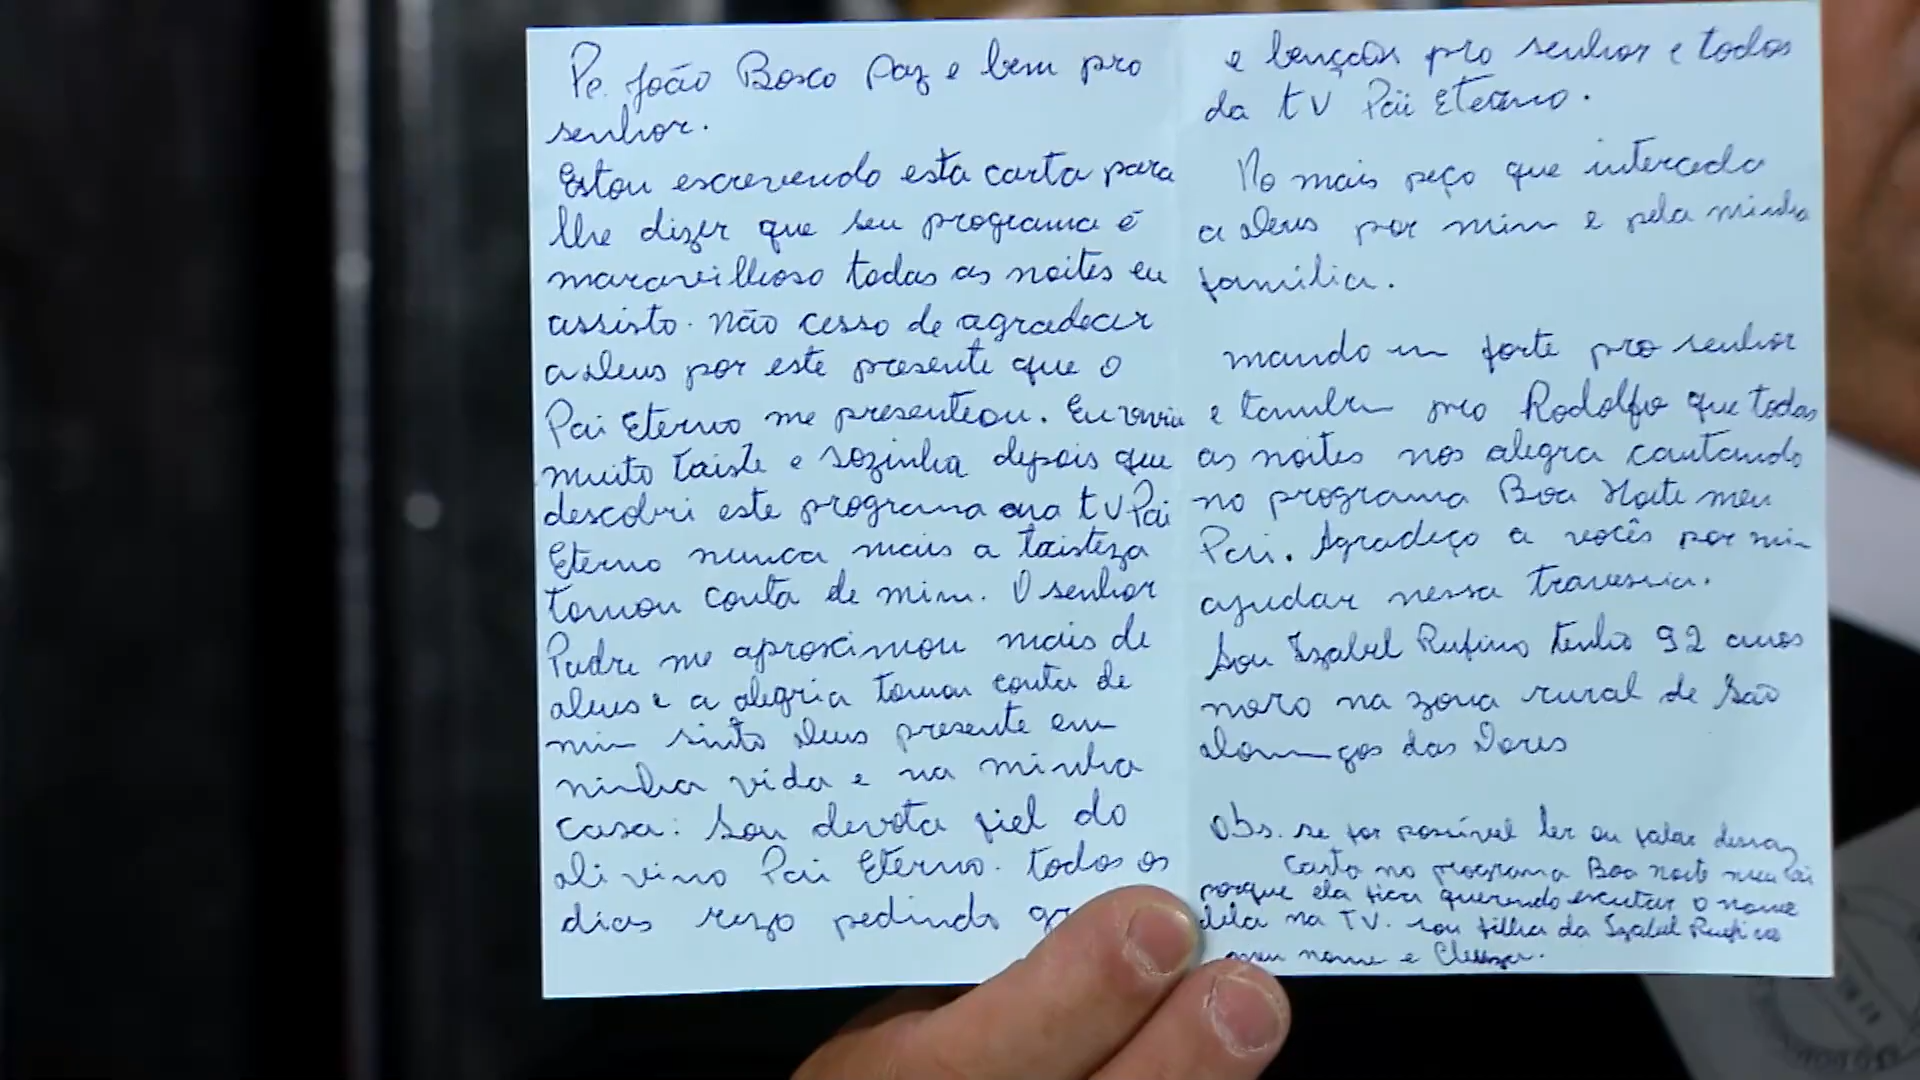 Pe. João Bosco Paz e bem pro
senhor.
Estou escrevendo esta carta para
lhe dizer que seu programa é
maravilhoso todas as noites eu
assisto. Não cesso de agradecer
a Deus por este presente que o
Pai Eterno me presenteou. Eu vivia
muito triste e sozinha depois que
descobri este programa na tv Pai
Eterno nunca mais a tristeza
tomou conta de mim. O senhor
Padre me aproximou mais de
Deus e a alegria tomou conta de
mim sinto Deus presente em
minha vida e na minha
casa. Sou devota fiel do
Divino Pai Eterno. todos os
dias rezo pedindo
e bençãos pro senhor e todos
da tv Pai Eterno.
No mais peço que interceda
a Deus por mim e pela minha
família.
mando um forte pro senhor
e também pro Rodolfo que todas
as noites nos alegra cantando
no programa Boa Noite meu
Pai. Agradeço a vocês por mim
ajudar nessa travessia.
Sou Izabel Rufino tenho 92 anos
moro na zona rural de São
Domingos das Dores
Obs. se for possível ler ou falar dessa
carta no programa Boa noite meu Pai
porque ela fica querendo escutar o nome
dela na TV. sou filha da Izabel Rufino
meu nome e